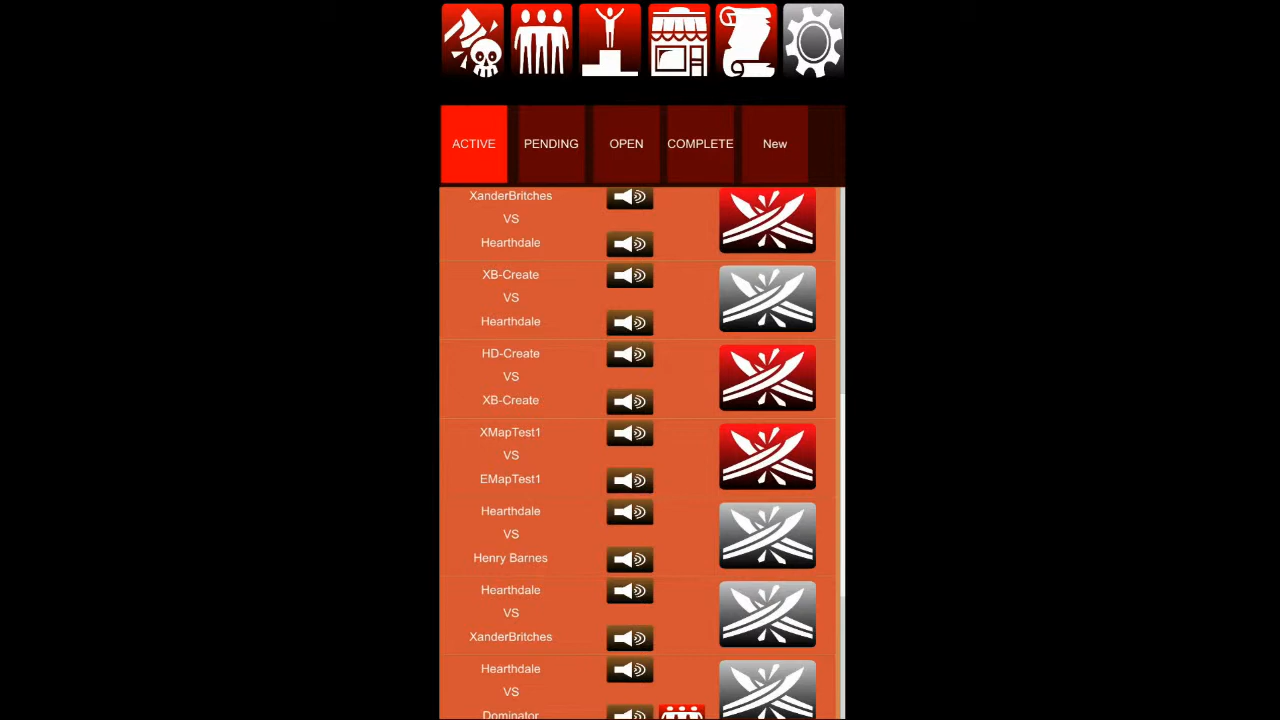 ACTIVE
PENDING
OPEN
COMPLETE
New
XanderBritches
VS
Hearthdale
XB-Create
VS
Hearthdale
HD-Create
VS
XB-Create
XMapTest1
VS
EMapTest1
Hearthdale
VS
Henry Barnes
Hearthdale
VS
XanderBritches
Hearthdale
VS
Dominator